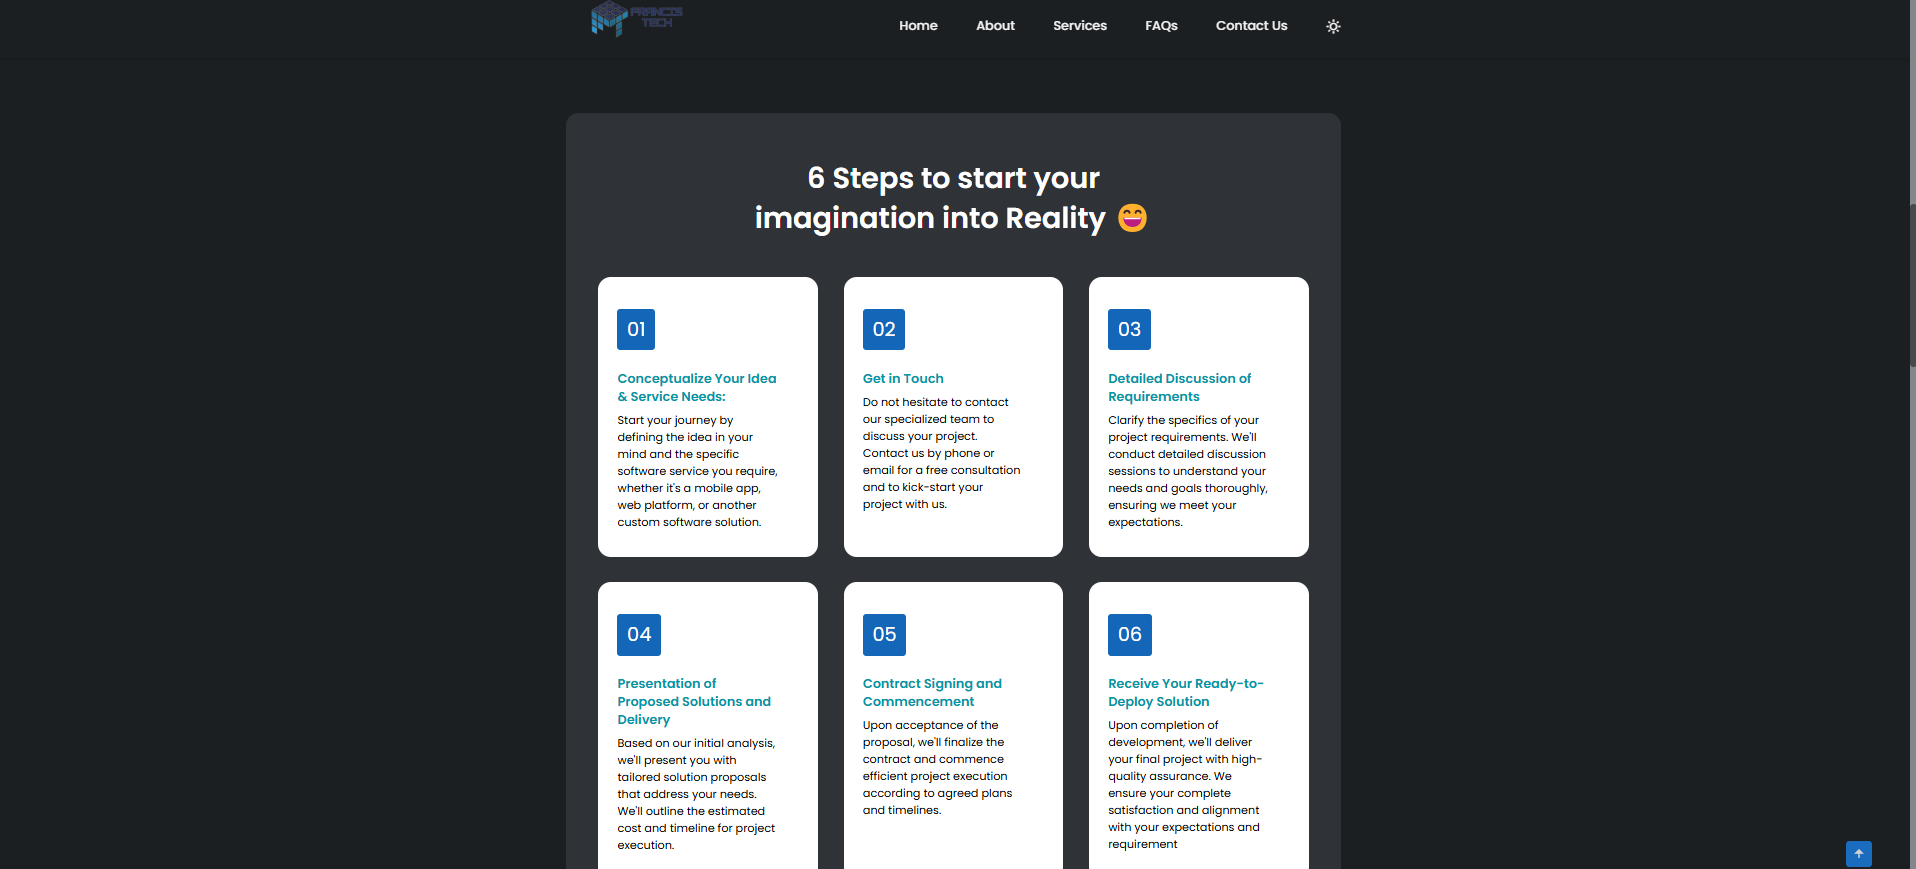 FRANCIS
TECH
Home
About
Services
FAQs
Contact Us
6 Steps to start your
imagination into Reality 😄
01
Conceptualize Your Idea
& Service Needs:
Start your journey by
defining the idea in your
mind and the specific
software service you require,
whether it's a mobile app,
web platform, or another
custom software solution.
02
Get in Touch
Do not hesitate to contact
our specialized team to
discuss your project.
Contact us by phone or
email for a free consultation
and to kick-start your
project with us.
03
Detailed Discussion of
Requirements
Clarify the specifics of your
project requirements. We'll
conduct detailed discussion
sessions to understand your
needs and goals thoroughly,
ensuring we meet your
expectations.
04
Presentation of
Proposed Solutions and
Delivery
Based on our initial analysis,
we'll present you with
tailored solution proposals
that address your needs.
We'll outline the estimated
cost and timeline for project
execution.
05
Contract Signing and
Commencement
Upon acceptance of the
proposal, we'll finalize the
contract and commence
efficient project execution
according to agreed plans
and timelines.
06
Receive Your Ready-to-
Deploy Solution
Upon completion of
development, we'll deliver
your final project with high-
quality assurance. We
ensure your complete
satisfaction and alignment
with your expectations and
requirement